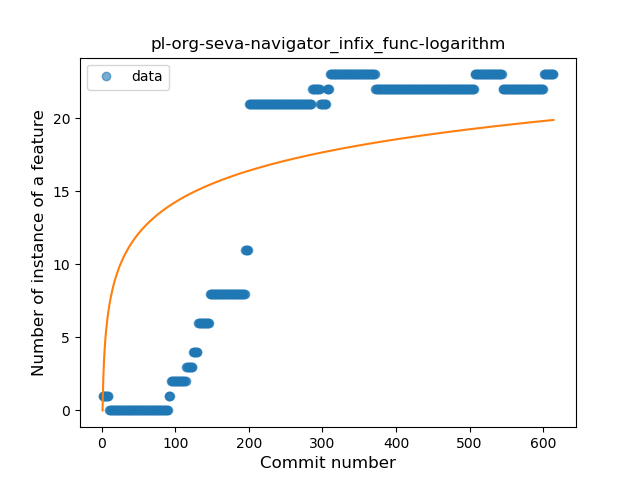 pl-org-seva-navigator_infix_func-logarithm
data
Number of instance of a feature
20
15
10
5
0
0 100 200 300 400 500 600
Commit number